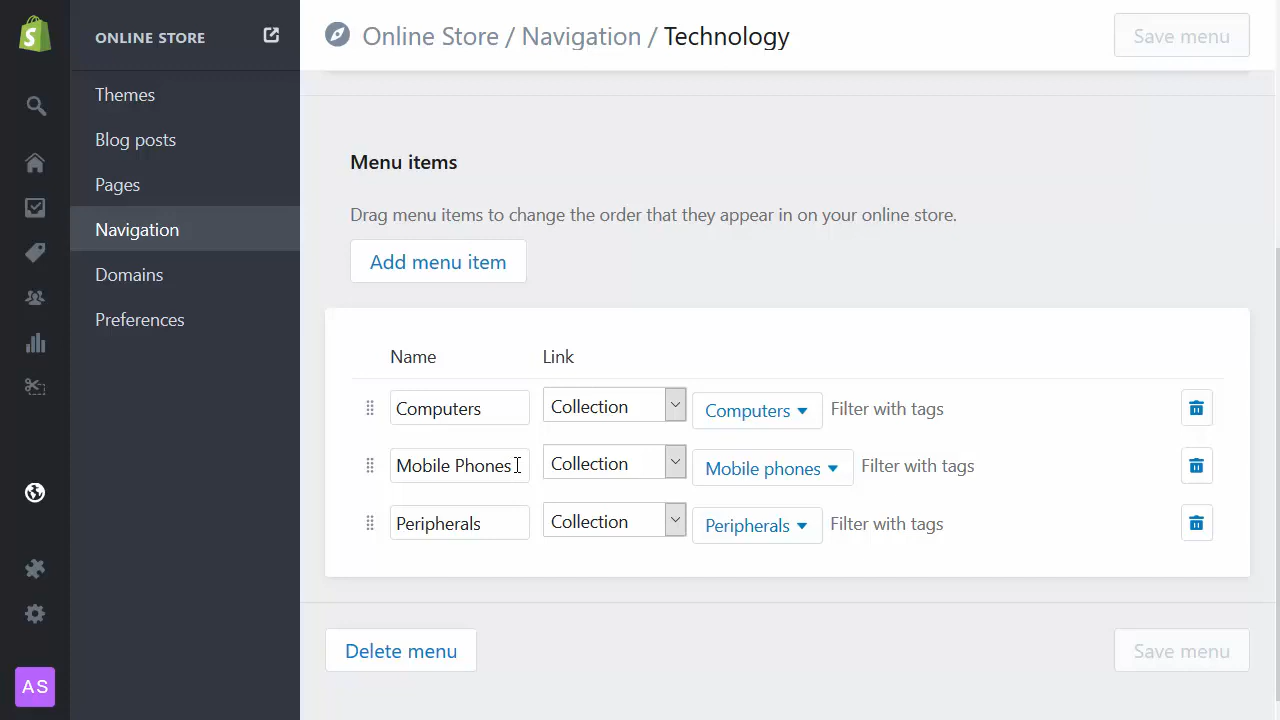 ONLINE STORE
Online Store / Navigation / Technology
Save menu
Themes
Blog posts
Pages
Navigation
Domains
Preferences
Menu items
Drag menu items to change the order that they appear in on your online store.
Add menu item
Name Link
Computers Collection Computers Filter with tags
Mobile Phones Collection Mobile phones Filter with tags
Peripherals Collection Peripherals Filter with tags
Delete menu Save menu
AS